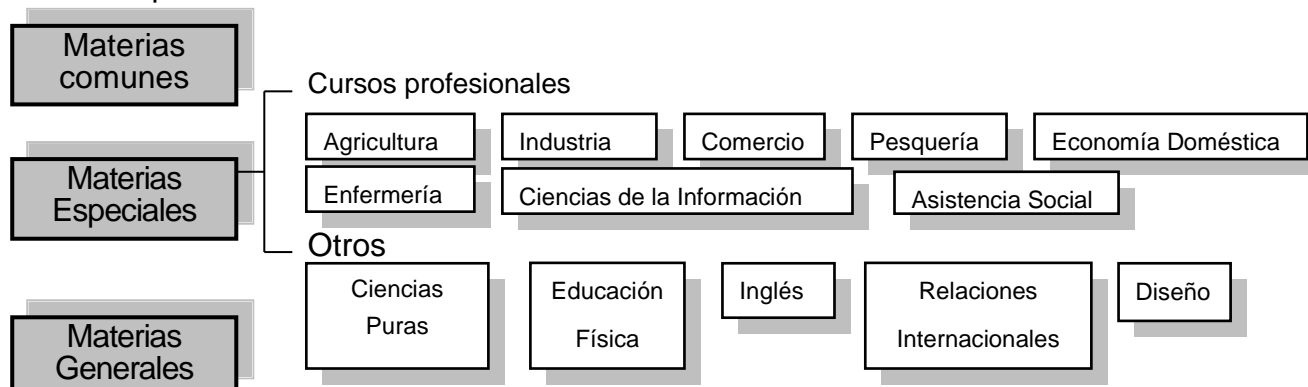 Materias
comunes
Cursos profesionales
Agricultura
Industria
Comercio
Pesquería
Economía Doméstica
Materias
Especiales
Enfermería
Ciencias de la Información
Asistencia Social
Otros
Ciencias
Puras
Educación
Física
Inglés
Relaciones
Internacionales
Diseño
Materias
Generales